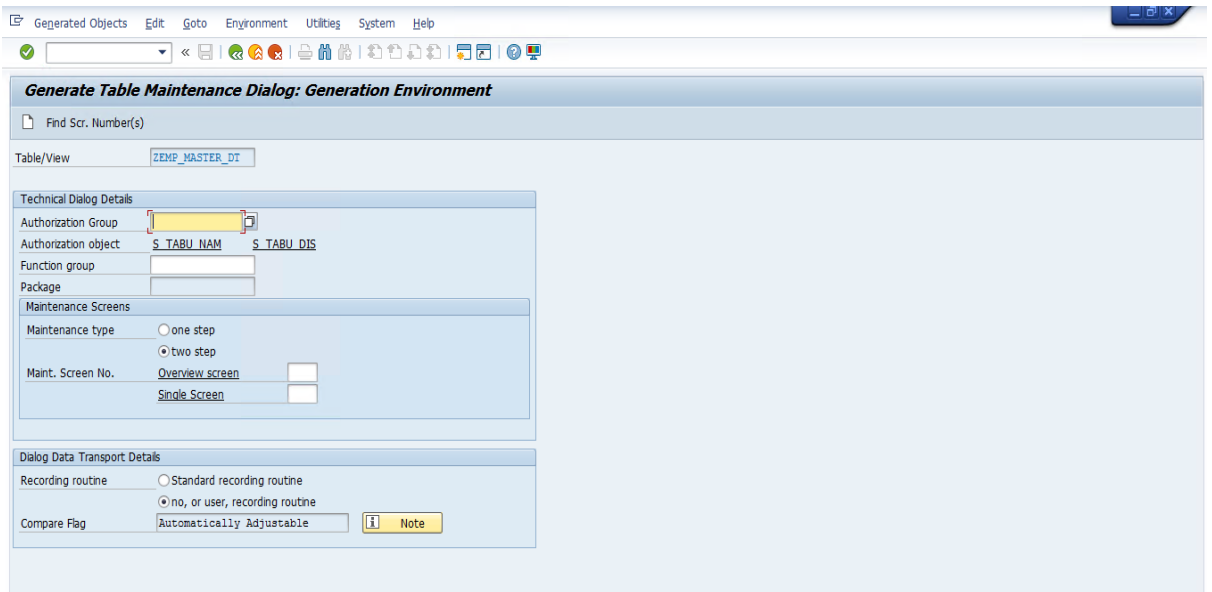 Generated Objects Edit Goto Environment Utilities System Help
Generate Table Maintenance Dialog: Generation Environment
Find Scr. Number(s)
Table/View ZEMP_MASTER_DT
Technical Dialog Details
Authorization Group
Authorization object S_TABU_NAM S_TABU_DIS
Function group
Package
Maintenance Screens
Maintenance type one step
two step
Maint. Screen No. Overview screen
Single Screen
Dialog Data Transport Details
Recording routine Standard recording routine
no, or user, recording routine
Compare Flag Automatically Adjustable Note